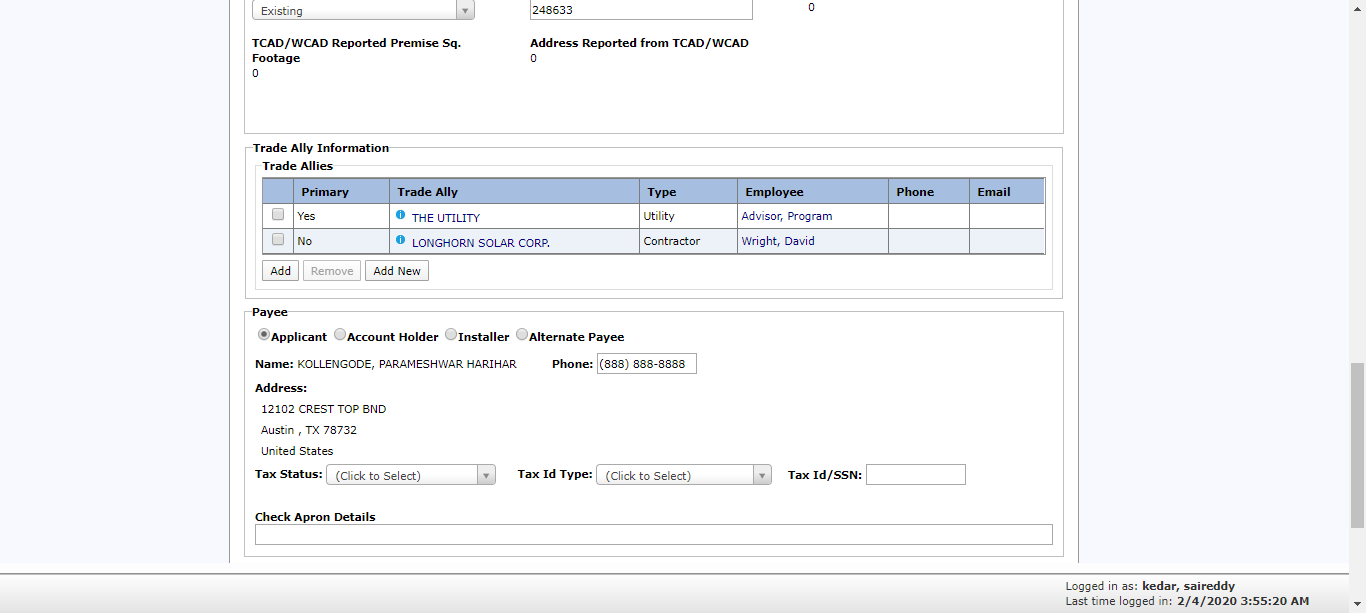 Existing 248633 0
TCAD/WCAD Reported Premise Sq. Address Reported from TCAD/WCAD
Footage 0
0
Trade Ally Information
Trade Allies
Primary Trade Ally Type Employee Phone Email
Yes THE UTILITY Utility Advisor, Program
No LONGHORN SOLAR CORP. Contractor Wright, David
Add Remove Add New
Payee
Applicant Account Holder Installer Alternate Payee
Name: KOLLENGODE, PARAMESHWAR HARIHAR Phone: (888) 888-8888
Address:
12102 CREST TOP BND
Austin , TX 78732
United States
Tax Status: (Click to Select) Tax Id Type: (Click to Select) Tax Id/SSN:
Check Apron Details
Logged in as: kedar, saireddy
Last time logged in: 2/4/2020 3:55:20 AM